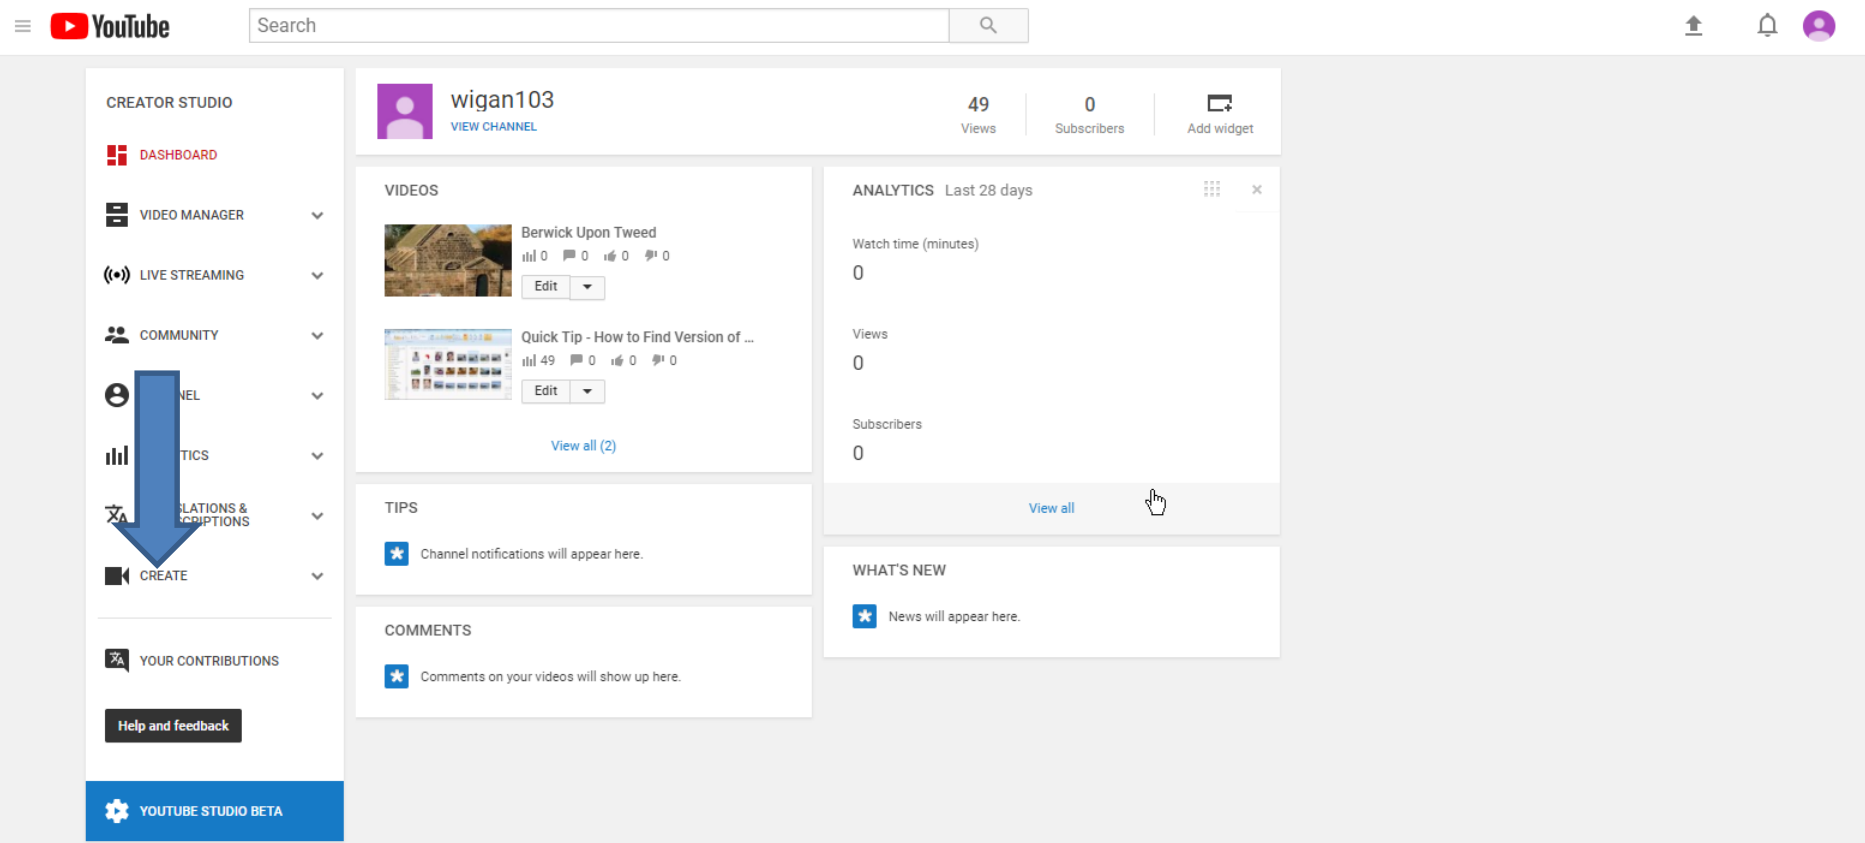 YouTube
Search
CREATOR STUDIO
DASHBOARD
VIDEO MANAGER
LIVE STREAMING
COMMUNITY
CREATE
YOUR CONTRIBUTIONS
Help and feedback
YOUTUBE STUDIO BETA
wigan103
VIEW CHANNEL
49
Views
0
Subscribers
Add widget
VIDEOS
Berwick Upon Tweed
0 0 0 0
Edit
Quick Tip - How to Find Version of ...
49 0 0 0
Edit
View all (2)
TIPS
Channel notifications will appear here.
COMMENTS
Comments on your videos will show up here.
ANALYTICS Last 28 days
Watch time (minutes)
0
Views
0
Subscribers
0
View all
WHAT'S NEW
News will appear here.